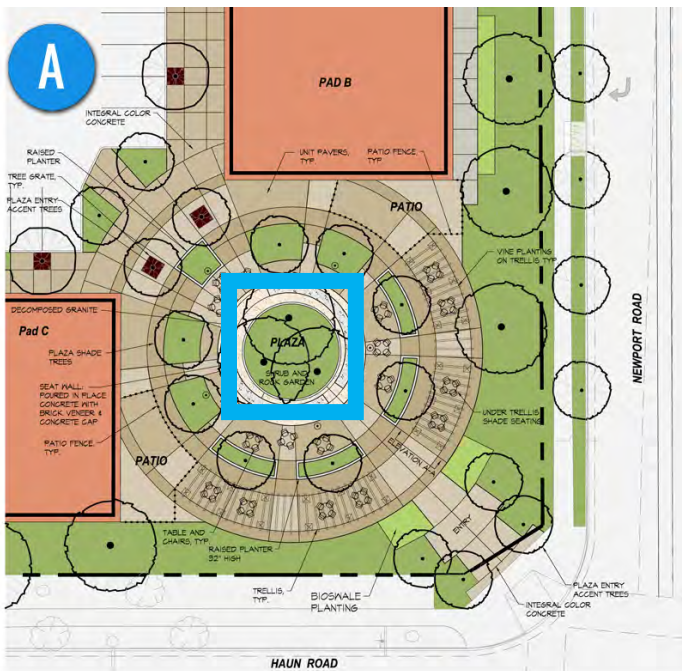 A
PAD B
INTEGRAL COLOR
CONCRETE
RAISED
PLANTER
UNIT PAVERS,
TYP.
PATIO FENCE,
TYP
TREE GRATE,
TYP.
PLAZA ENTRY
ACCENT TREES
PATIO
VINE PLANTING
ON TRELLIS TYP
DECOMPOSED GRANITE
Pad C
PLAZA
PLAZA SHADE
TREES
SHRUB AND
ROCK GARDEN
NEWPORT ROAD
SEAT WALL:
POURED IN PLACE
CONCRETE WITH
BRICK VENEER &
CONCRETE CAP
UNDER TRELLIS
SHADE SEATING
PATIO FENCE,
TYP.
PATIO
ELEVATION A-A
ENTRY
TABLE AND
CHAIRS, TYP.
RAISED PLANTER
32" HIGH
TRELLIS,
TYP.
BIOSWALE
PLANTING
PLAZA ENTRY
ACCENT TREES
INTEGRAL COLOR
CONCRETE
HAUN ROAD